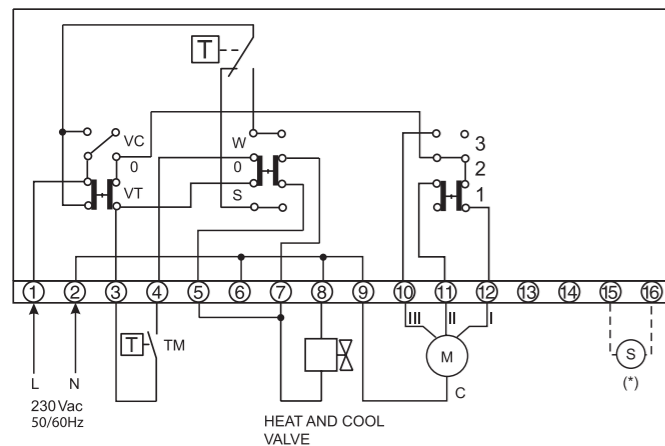 T
VC
0
VT
W
0
S
3
2
1
1 2 3 4 5 6 7 8 9 10 11 12 13 14 15 16
III II I
T TM
M
S
(*)
C
L N
230 Vac
50/60Hz
HEAT AND COOL
VALVE